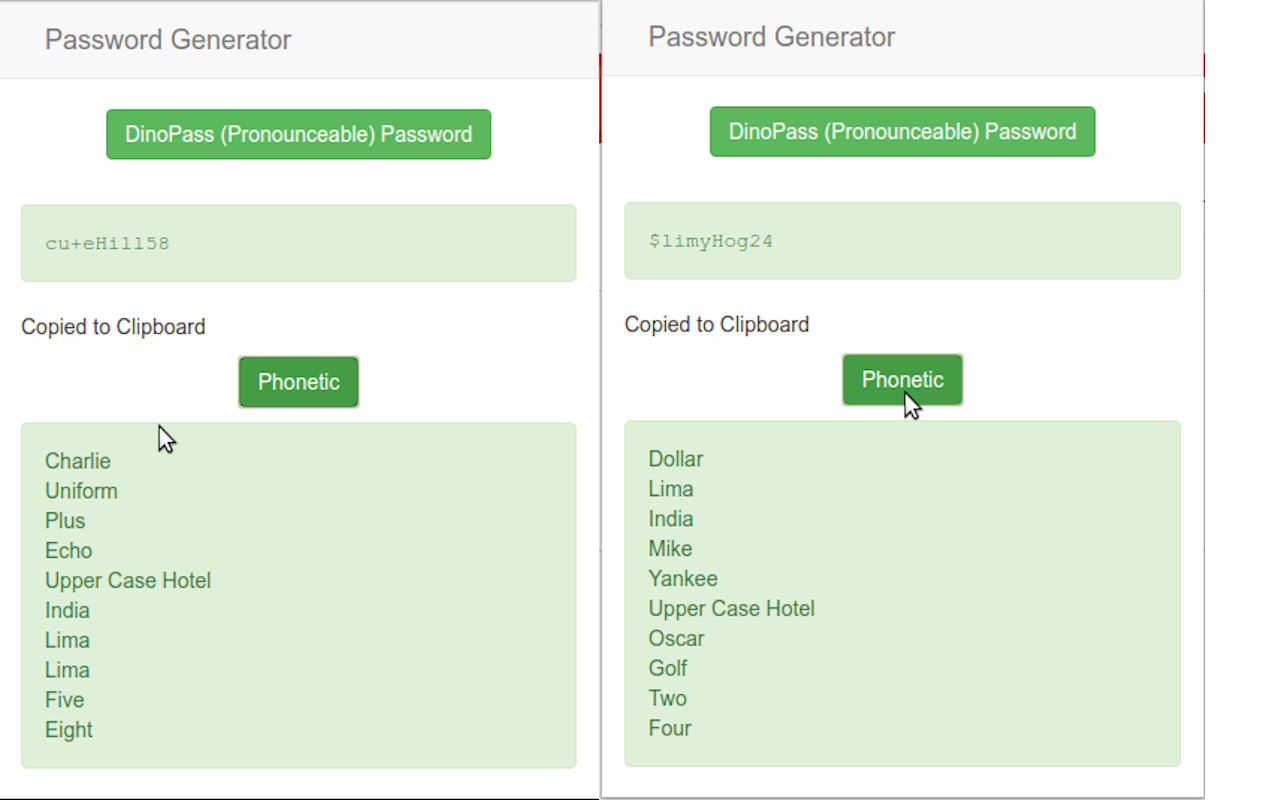 Password Generator
DinoPass (Pronounceable) Password
cu+eHill58
Copied to Clipboard
Phonetic
Charlie
Uniform
Plus
Echo
Upper Case Hotel
India
Lima
Lima
Five
Eight
Password Generator
DinoPass (Pronounceable) Password
$limyHog24
Copied to Clipboard
Phonetic
Dollar
Lima
India
Mike
Yankee
Upper Case Hotel
Oscar
Golf
Two
Four